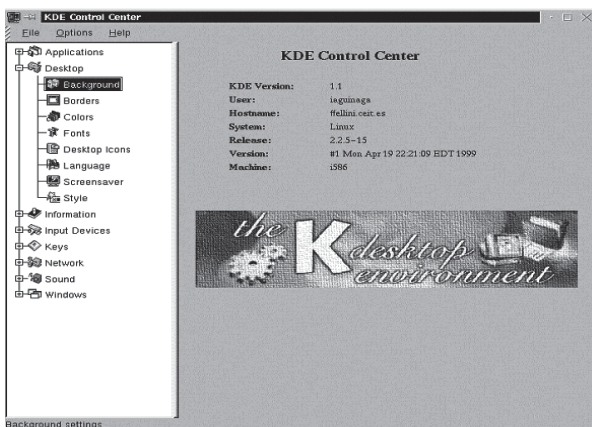 KDE Control Center
File Options Help
Applications
Desktop
Background
Borders
Colors
Fonts
Desktop Icons
Language
Screensaver
Style
Information
Input Devices
Keys
Network
Sound
Windows
KDE Control Center
KDE Version: 1.1
User: ieguinaga
Hostname: ffellini.ceit.es
System: Linux
Release: 2.2.5-15
Version: #1 Mon Apr 19 22:21:09 EDT 1999
Machine: i586
the K desktop environment
Background settings